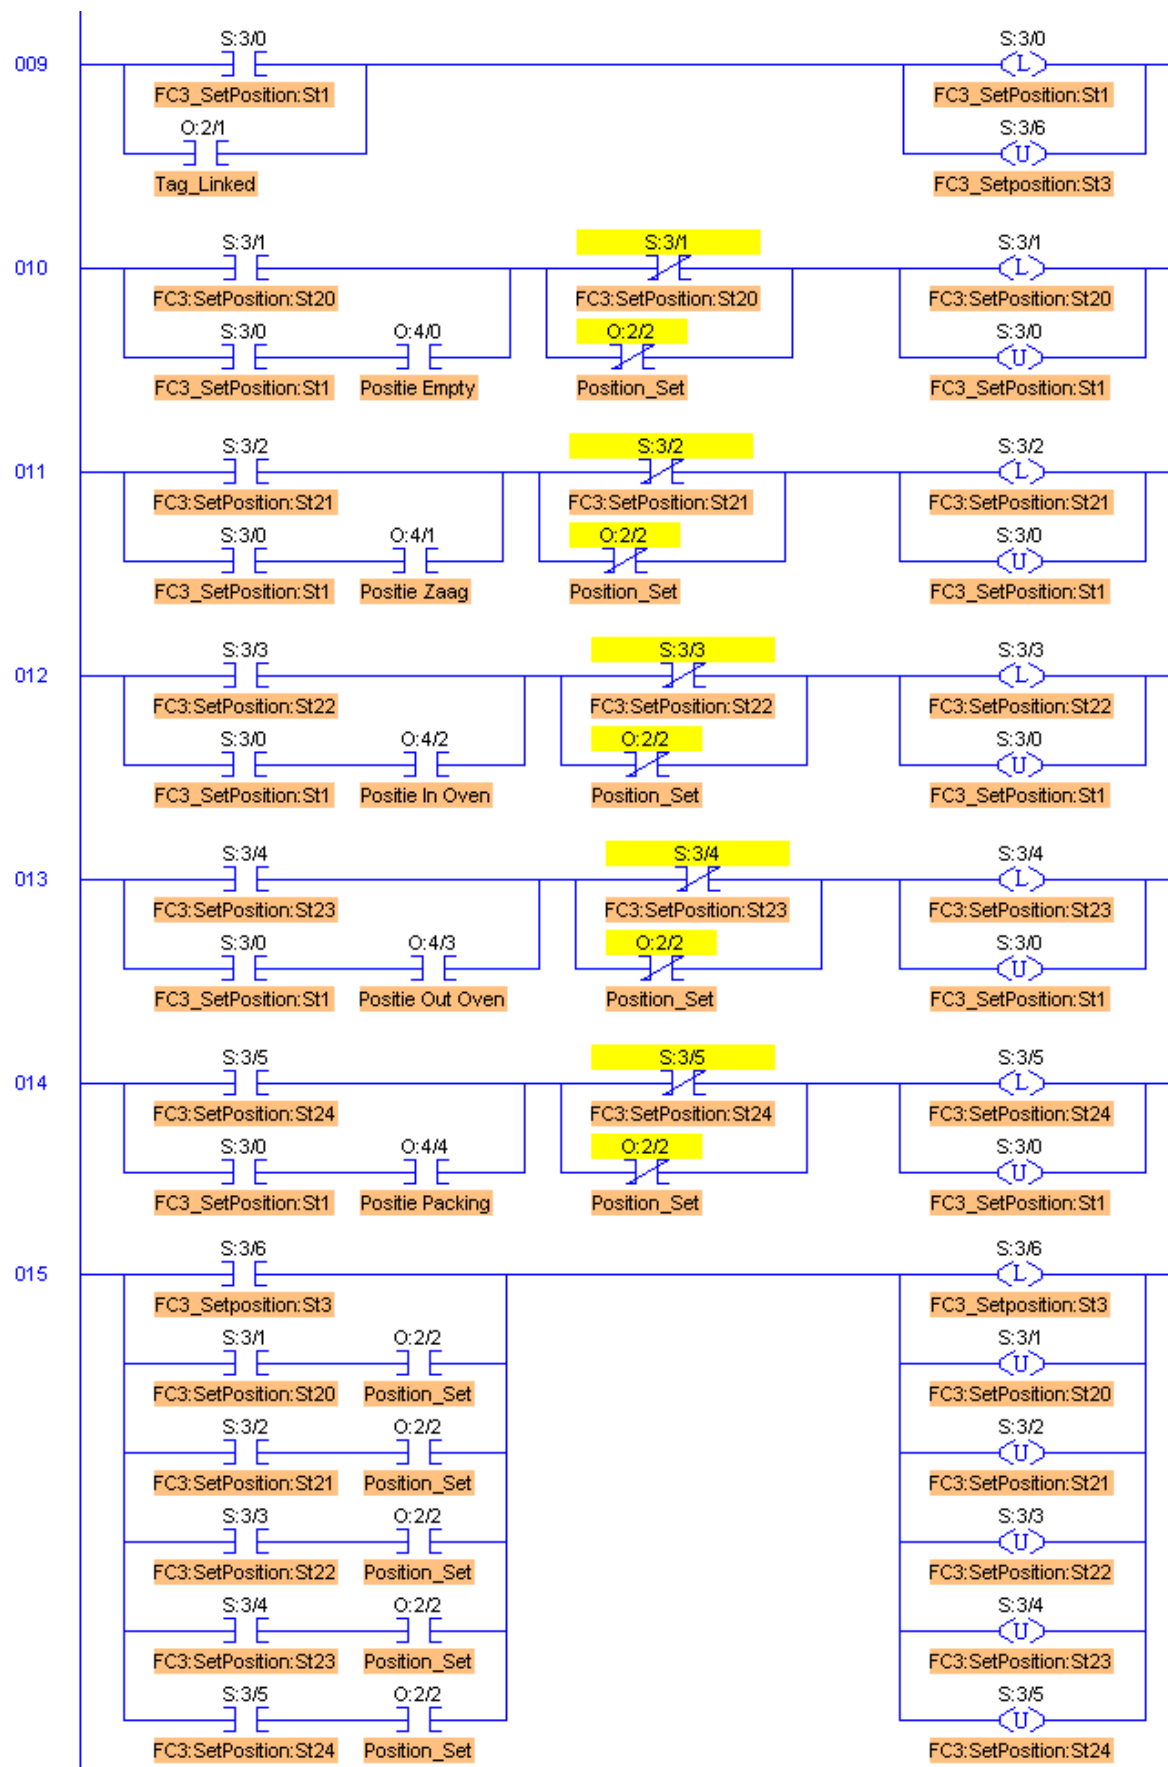 S:3/0 S:3/0
009 L
FC3_SetPosition:St1 FC3_SetPosition:St1
O:2/1 S:3/6
U
Tag_Linked FC3_Setposition:St3
S:3/1 S:3/1 S:3/1
010 L
FC3:SetPosition:St20 FC3:SetPosition:St20 FC3:SetPosition:St20
S:3/0 O:4/0 O:2/2 S:3/0
U
FC3_SetPosition:St1 Positie Empty Position_Set FC3_SetPosition:St1
S:3/2 S:3/2 S:3/2
011 L
FC3:SetPosition:St21 FC3:SetPosition:St21 FC3:SetPosition:St21
S:3/0 O:4/1 O:2/2 S:3/0
U
FC3_SetPosition:St1 Positie Zaag Position_Set FC3_SetPosition:St1
S:3/3 S:3/3 S:3/3
012 L
FC3:SetPosition:St22 FC3:SetPosition:St22 FC3:SetPosition:St22
S:3/0 O:4/2 O:2/2 S:3/0
U
FC3_SetPosition:St1 Positie In Oven Position_Set FC3_SetPosition:St1
S:3/4 S:3/4 S:3/4
013 L
FC3:SetPosition:St23 FC3:SetPosition:St23 FC3:SetPosition:St23
S:3/0 O:4/3 O:2/2 S:3/0
U
FC3_SetPosition:St1 Positie Out Oven Position_Set FC3_SetPosition:St1
S:3/5 S:3/5 S:3/5
014 L
FC3:SetPosition:St24 FC3:SetPosition:St24 FC3:SetPosition:St24
S:3/0 O:4/4 O:2/2 S:3/0
U
FC3_SetPosition:St1 Positie Packing Position_Set FC3_SetPosition:St1
S:3/6 S:3/6
015 L
FC3_Setposition:St3 FC3_Setposition:St3
S:3/1 O:2/2 S:3/1
U
FC3:SetPosition:St20 Position_Set FC3:SetPosition:St20
S:3/2 O:2/2 S:3/2
U
FC3:SetPosition:St21 Position_Set FC3:SetPosition:St21
S:3/3 O:2/2 S:3/3
U
FC3:SetPosition:St22 Position_Set FC3:SetPosition:St22
S:3/4 O:2/2 S:3/4
U
FC3:SetPosition:St23 Position_Set FC3:SetPosition:St23
S:3/5 O:2/2 S:3/5
U
FC3:SetPosition:St24 Position_Set FC3:SetPosition:St24